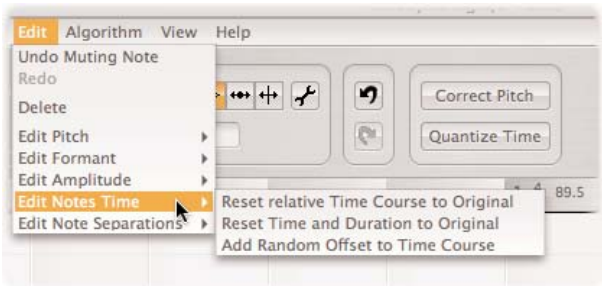 Edit Algorithm View Help
Undo Muting Note
Redo
Delete
Edit Pitch
Edit Formant
Edit Amplitude
Edit Notes Time
Edit Note Separations
Reset relative Time Course to Original
Reset Time and Duration to Original
Add Random Offset to Time Course
Correct Pitch
Quantize Time
89.5